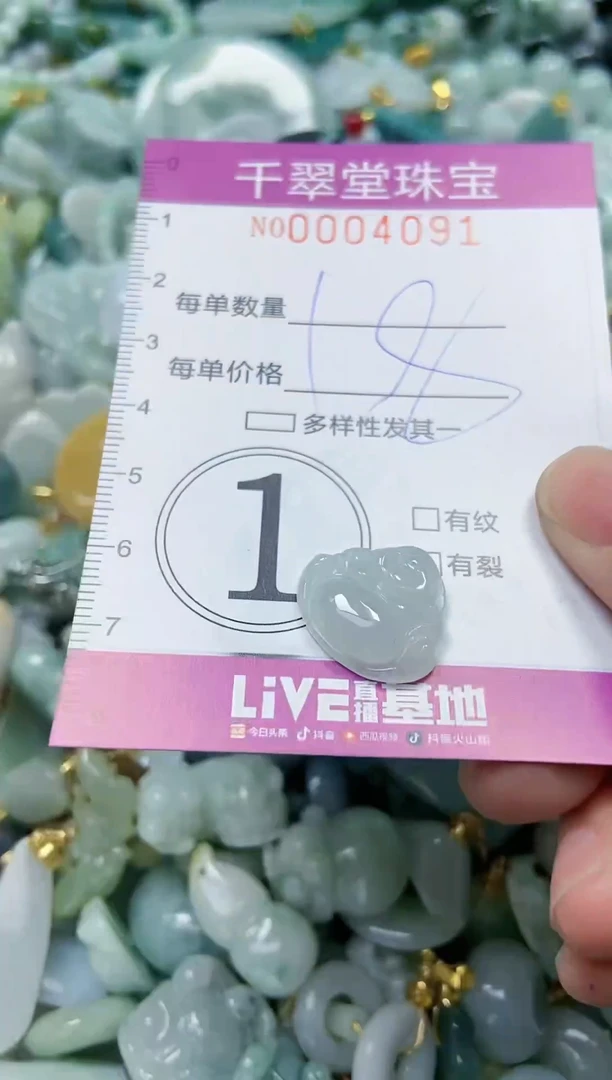 0
千翠堂珠宝
1
NO0004091
2
每单数量
18
3
每单价格
4
多样性发其一
5
1
有纹
6
有裂
7
LiVE直播基地
今日头条 抖音 西瓜视频 抖音火山版